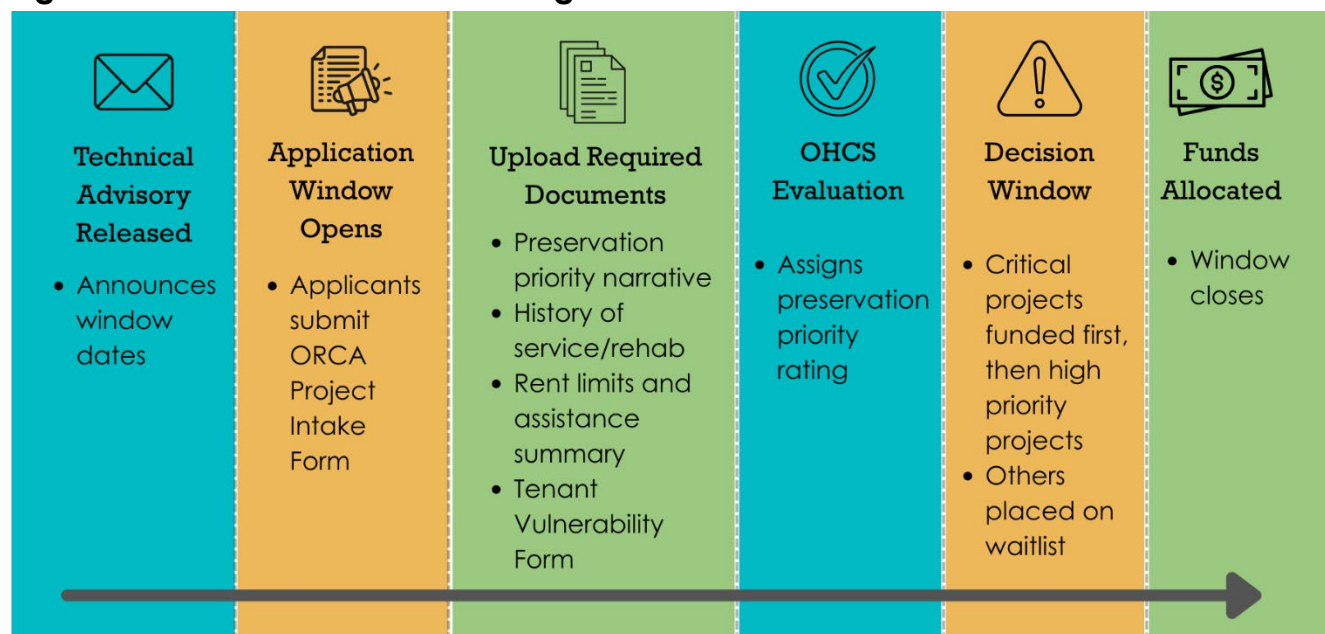 Technical
Advisory
Released
• Announces
window
dates
Application
Window
Opens
• Applicants
submit
ORCA
Project
Intake
Form
Upload Required
Documents
• Preservation
priority narrative
• History of
service/rehab
• Rent limits and
assistance
summary
• Tenant
Vulnerability
Form
OHCS
Evaluation
• Assigns
preservation
priority
rating
Decision
Window
• Critical
projects
funded first,
then high
priority
projects
• Others
placed on
waitlist
$
Funds
Allocated
• Window
closes